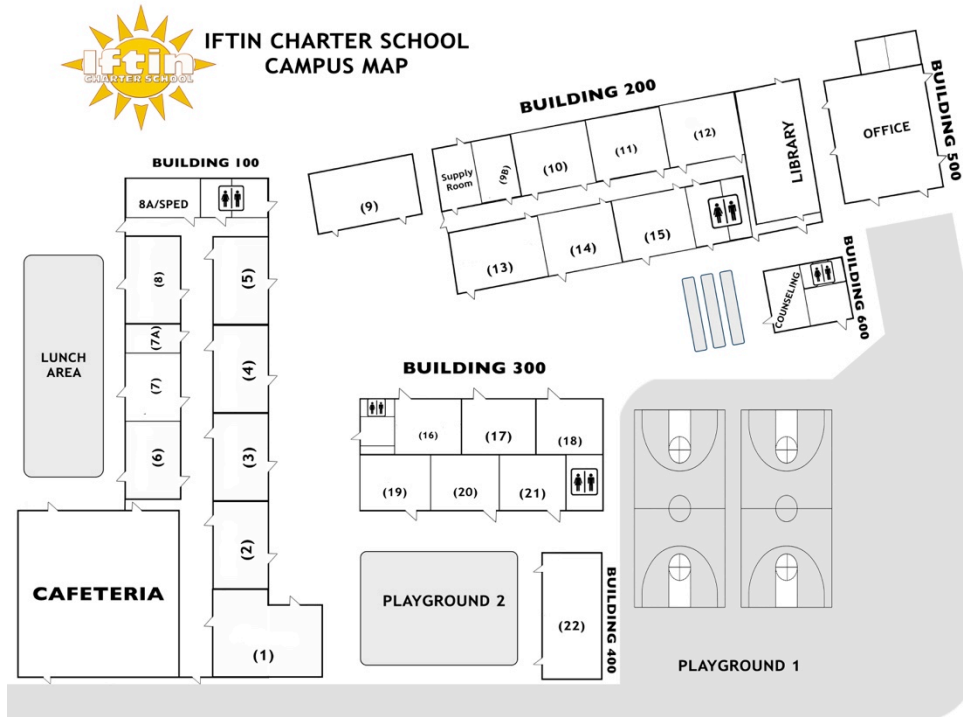 Iftin
CHARTER SCHOOL
IFTIN CHARTER SCHOOL
CAMPUS MAP
BUILDING 100
8A/SPED
(8)
(7A)
(7)
(6)
(5)
(4)
(3)
(2)
(1)
LUNCH
AREA
CAFETERIA
BUILDING 200
(9)
Supply
Room
(9B)
(10)
(11)
(12)
LIBRARY
(13)
(14)
(15)
OFFICE
BUILDING 500
COUNSELING
BUILDING 600
BUILDING 300
(16)
(17)
(18)
(19)
(20)
(21)
PLAYGROUND 2
(22)
BUILDING 400
PLAYGROUND 1